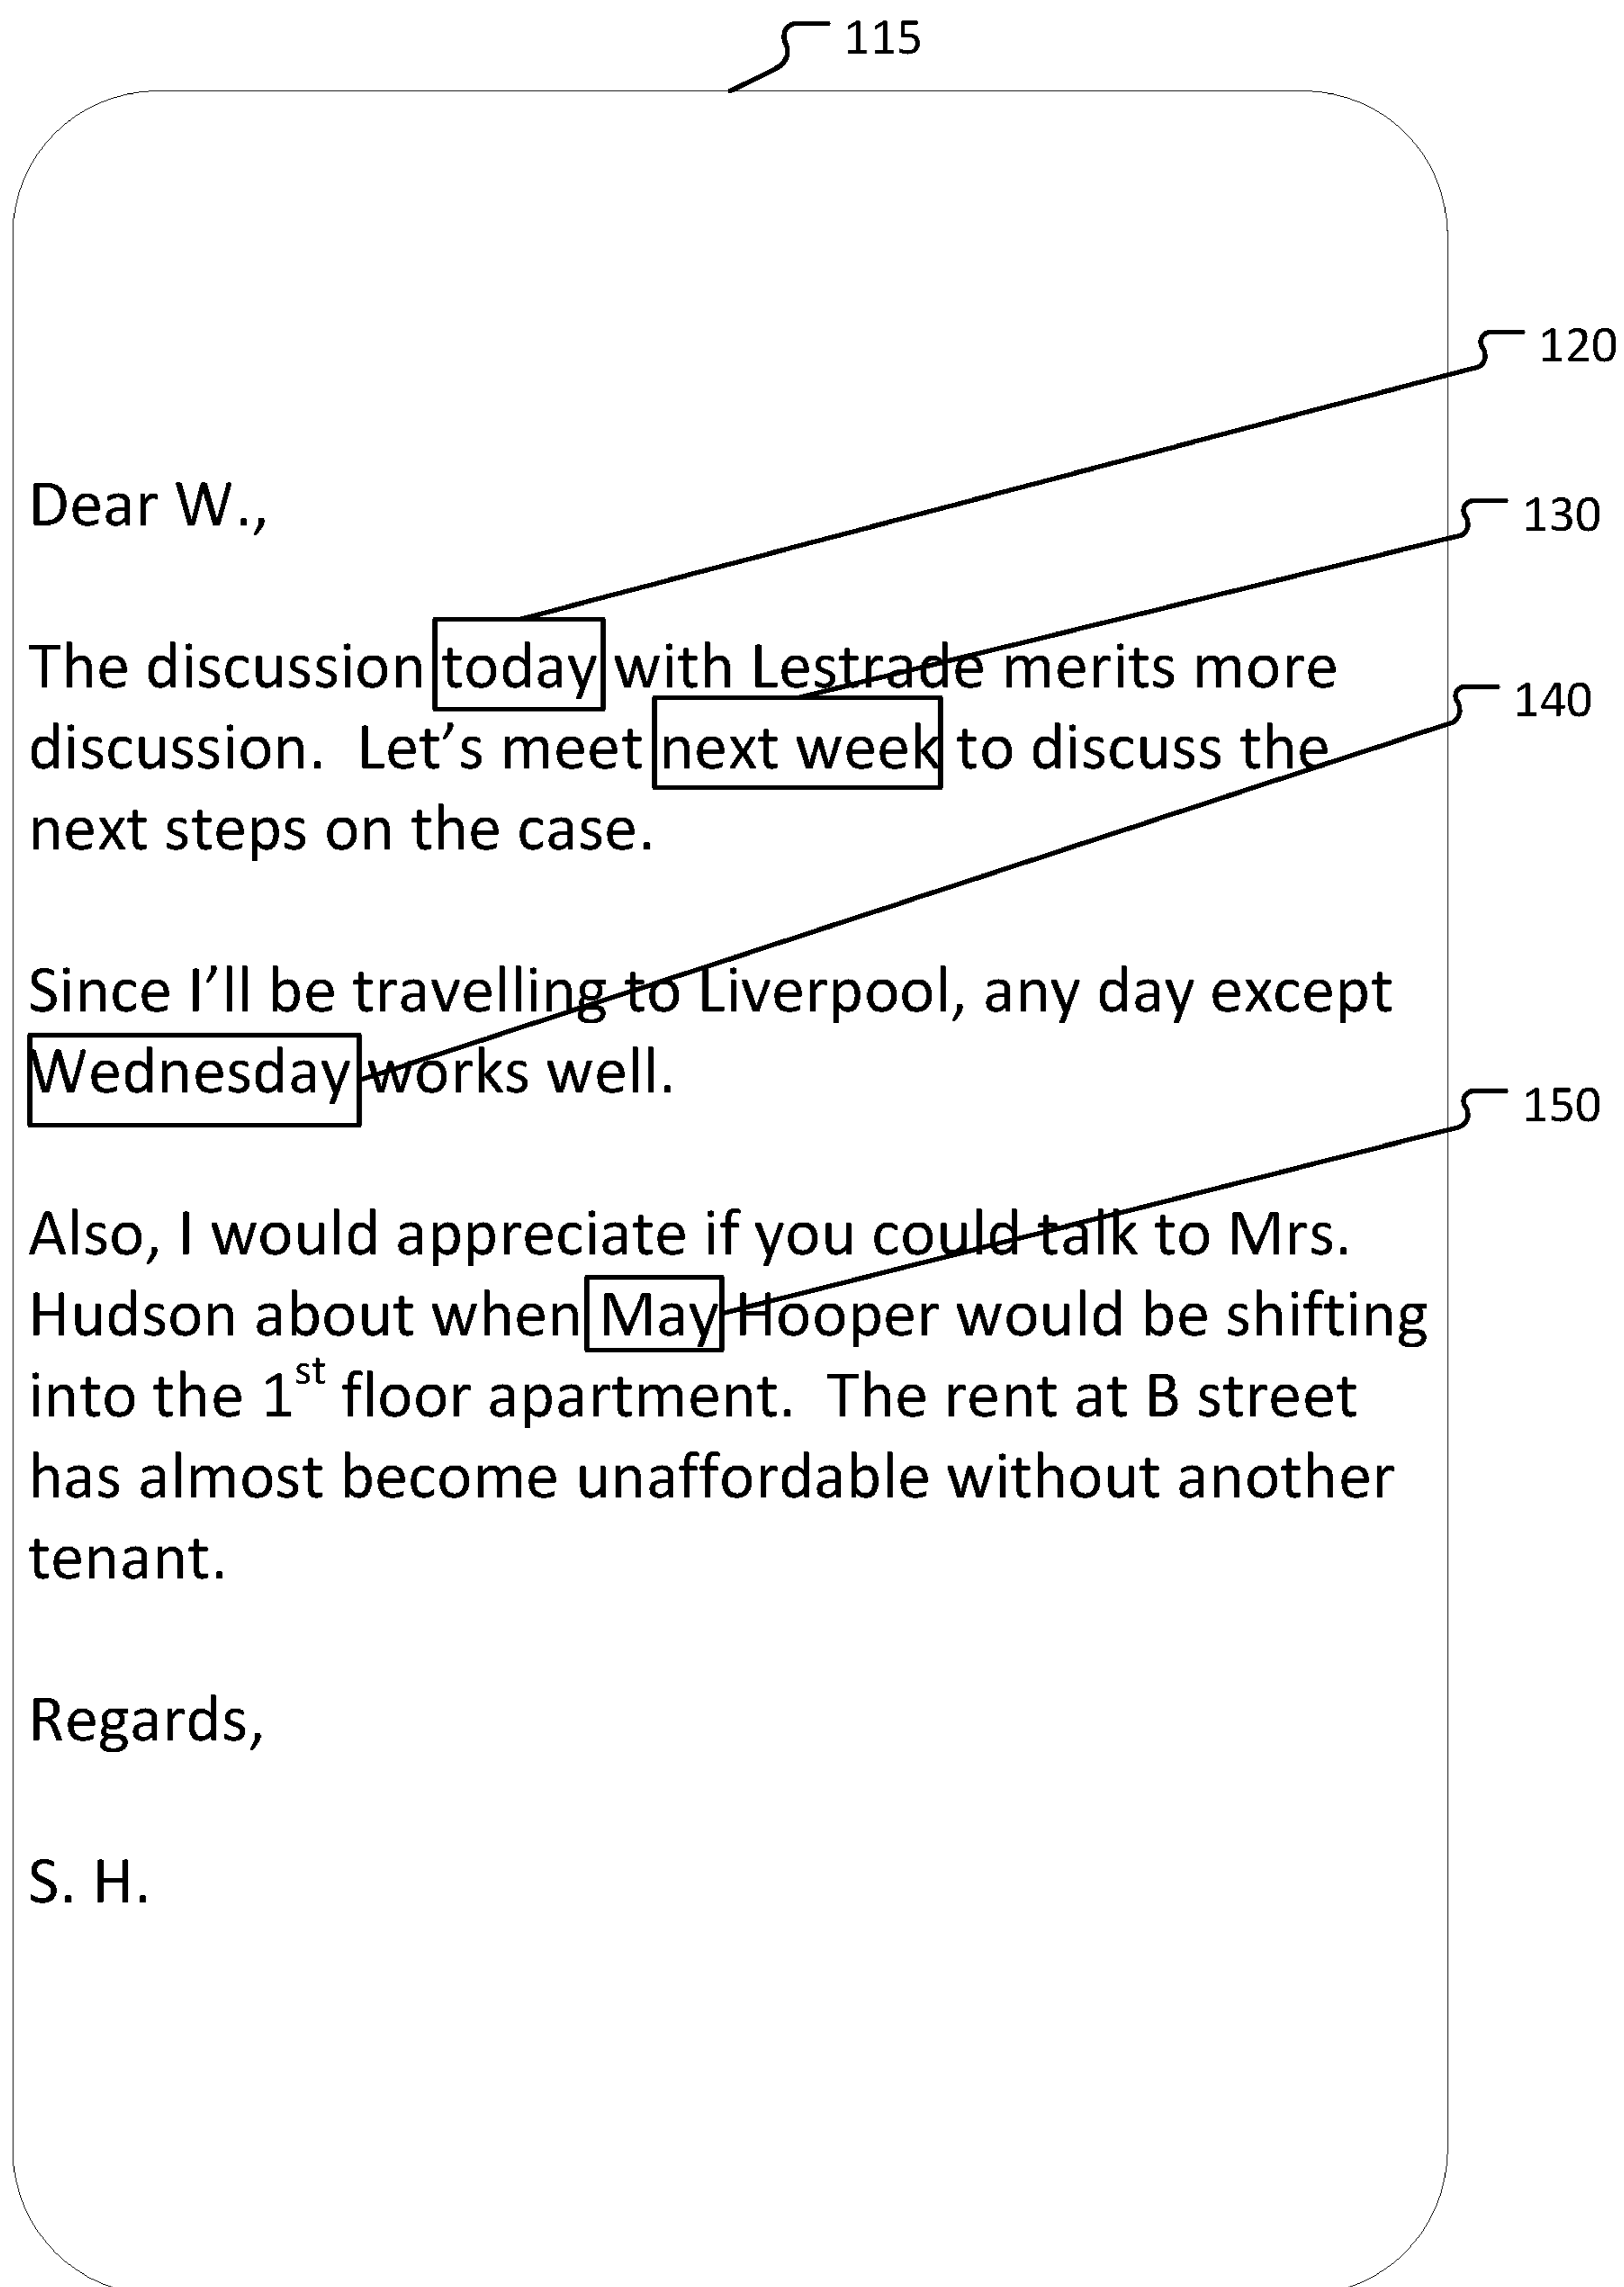 115
120
Dear W.,
130
The discussion today with Lestrade merits more
140
discussion.  Let’s meet next week to discuss the
next steps on the case.
Since I’ll be travelling to Liverpool, any day except
Wednesday works well.
150
Also, I would appreciate if you could talk to Mrs.
Hudson about when May Hooper would be shifting
into the 1st floor apartment.  The rent at B street
has almost become unaffordable without another
tenant.
Regards,
S. H.